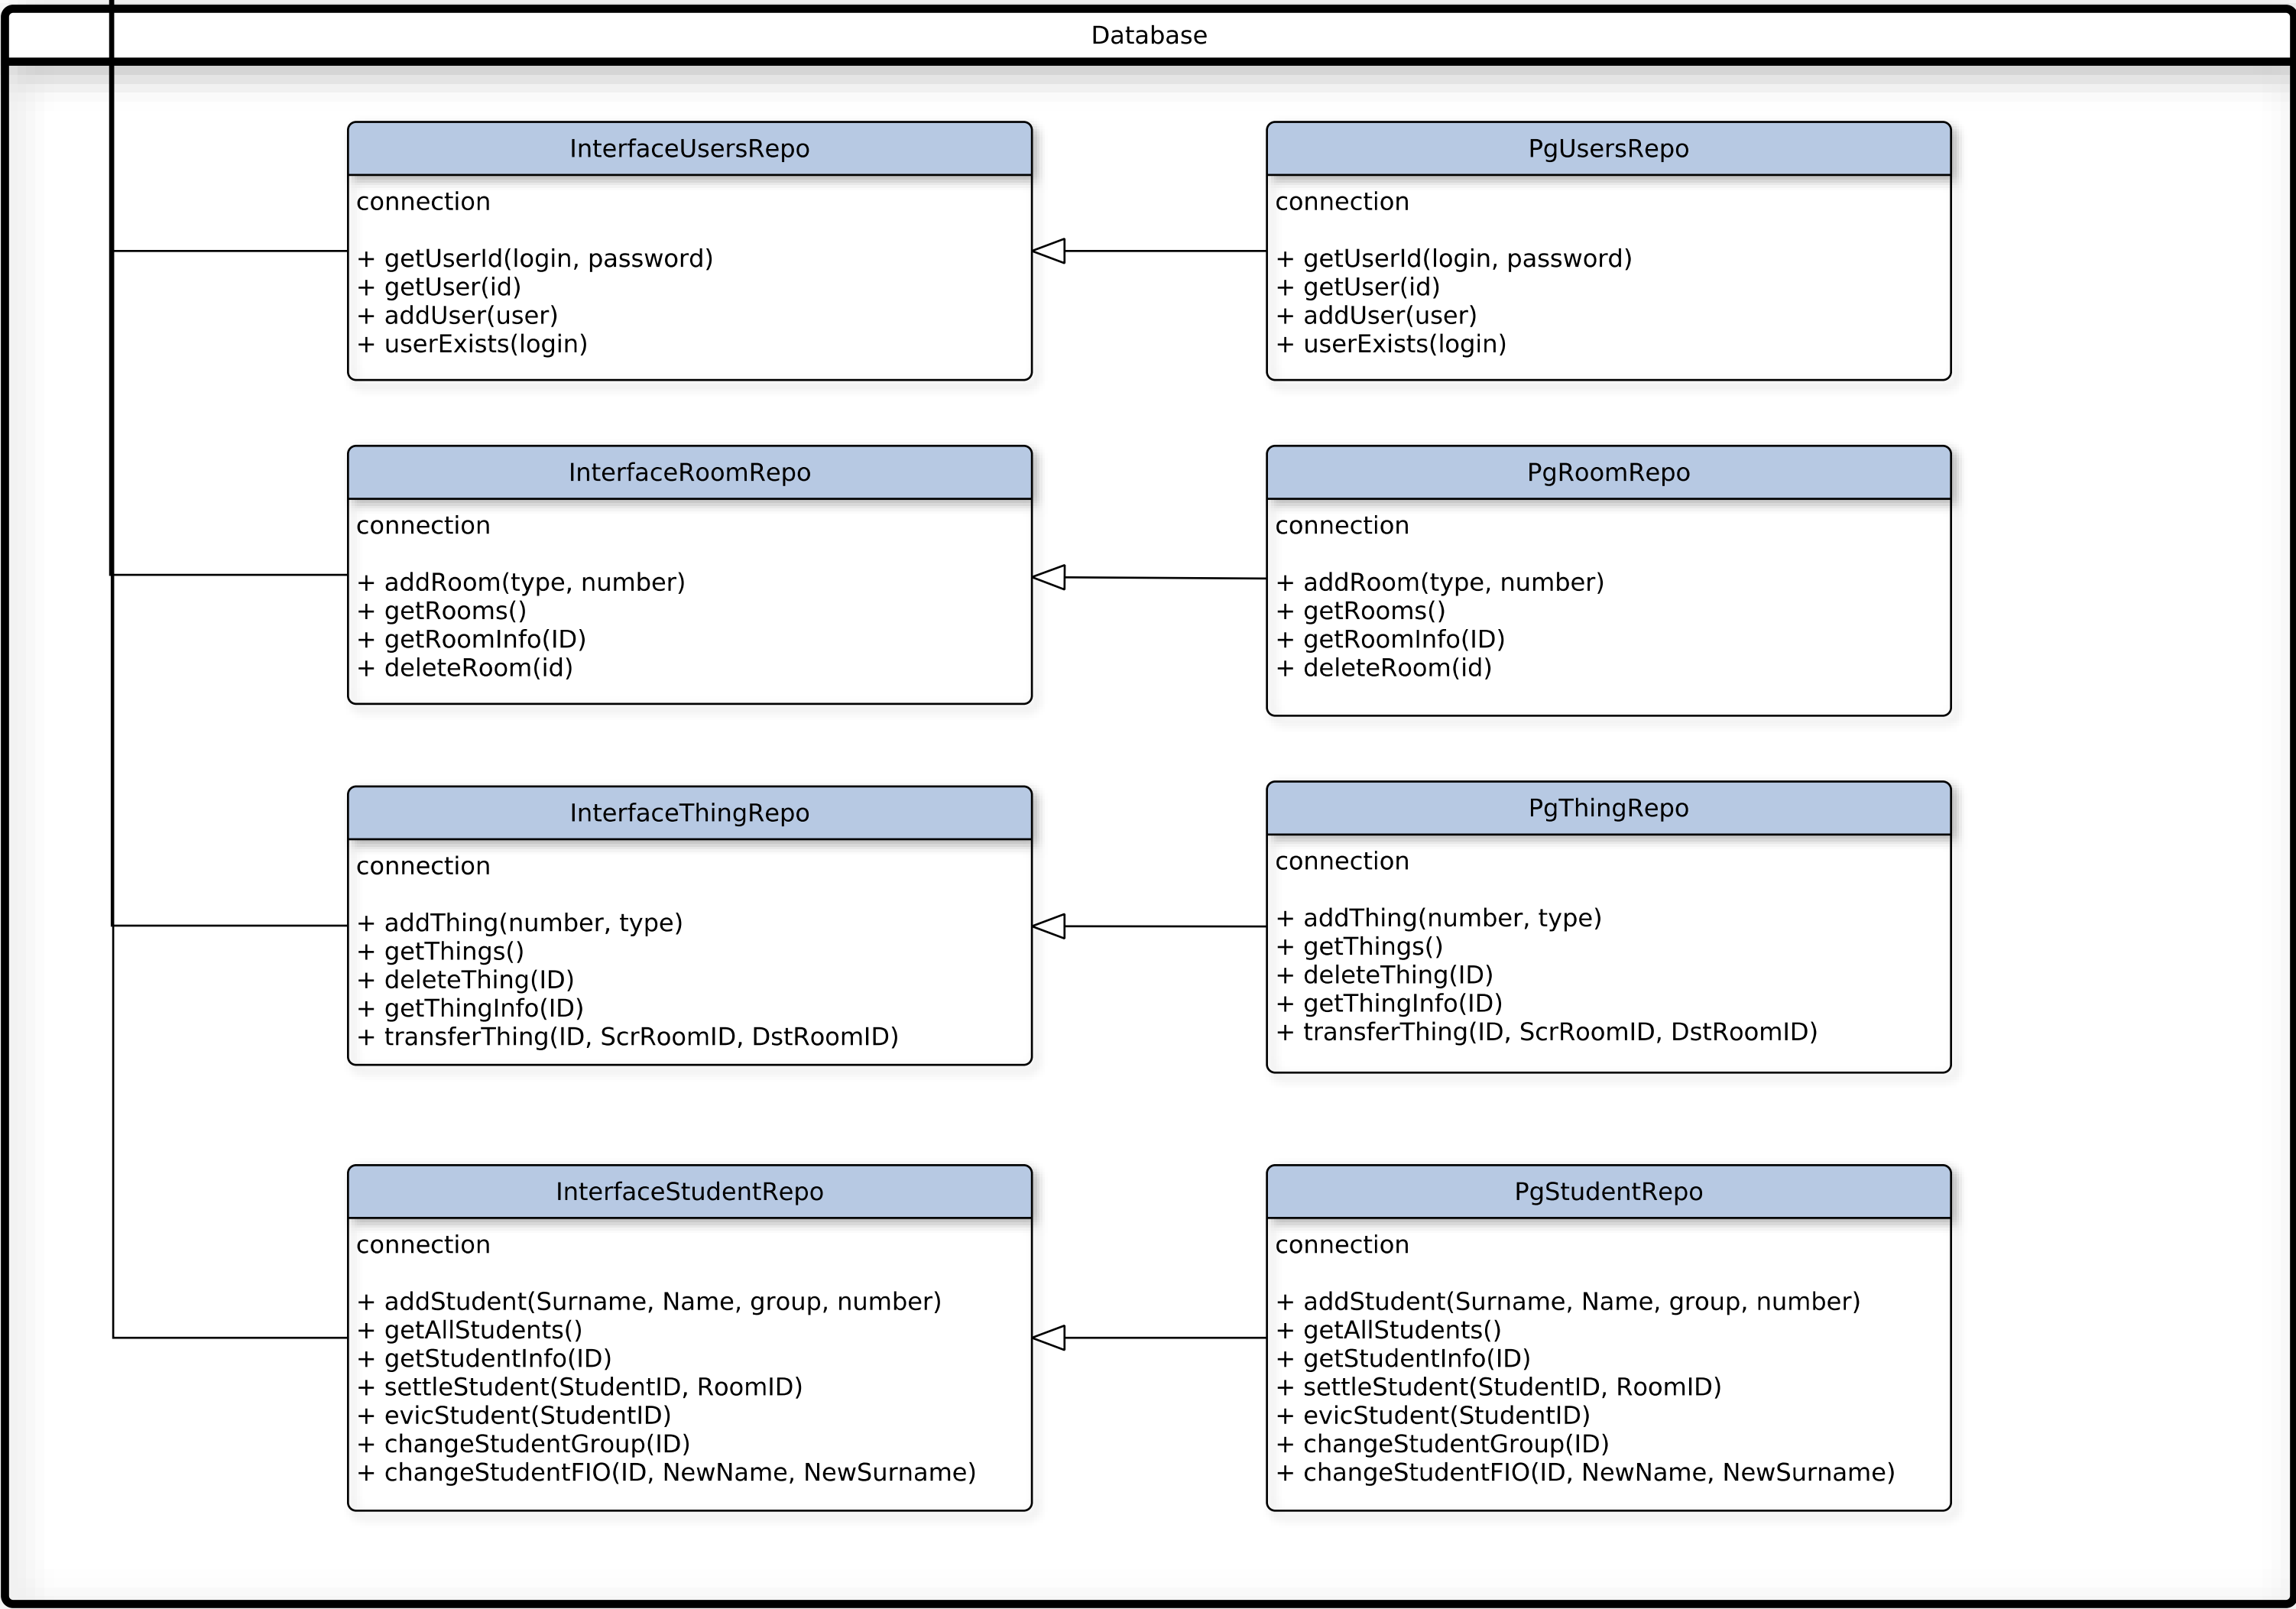 Database
InterfaceUsersRepo
connection
+ getUserId(login, password)
+ getUser(id)
+ addUser(user)
+ userExists(login)
PgUsersRepo
connection
+ getUserId(login, password)
+ getUser(id)
+ addUser(user)
+ userExists(login)
InterfaceRoomRepo
connection
+ addRoom(type, number)
+ getRooms()
+ getRoomInfo(ID)
+ deleteRoom(id)
PgRoomRepo
connection
+ addRoom(type, number)
+ getRooms()
+ getRoomInfo(ID)
+ deleteRoom(id)
InterfaceThingRepo
connection
+ addThing(number, type)
+ getThings()
+ deleteThing(ID)
+ getThingInfo(ID)
+ transferThing(ID, ScrRoomID, DstRoomID)
PgThingRepo
connection
+ addThing(number, type)
+ getThings()
+ deleteThing(ID)
+ getThingInfo(ID)
+ transferThing(ID, ScrRoomID, DstRoomID)
InterfaceStudentRepo
connection
+ addStudent(Surname, Name, group, number)
+ getAllStudents()
+ getStudentInfo(ID)
+ settleStudent(StudentID, RoomID)
+ evicStudent(StudentID)
+ changeStudentGroup(ID)
+ changeStudentFIO(ID, NewName, NewSurname)
PgStudentRepo
connection
+ addStudent(Surname, Name, group, number)
+ getAllStudents()
+ getStudentInfo(ID)
+ settleStudent(StudentID, RoomID)
+ evicStudent(StudentID)
+ changeStudentGroup(ID)
+ changeStudentFIO(ID, NewName, NewSurname)